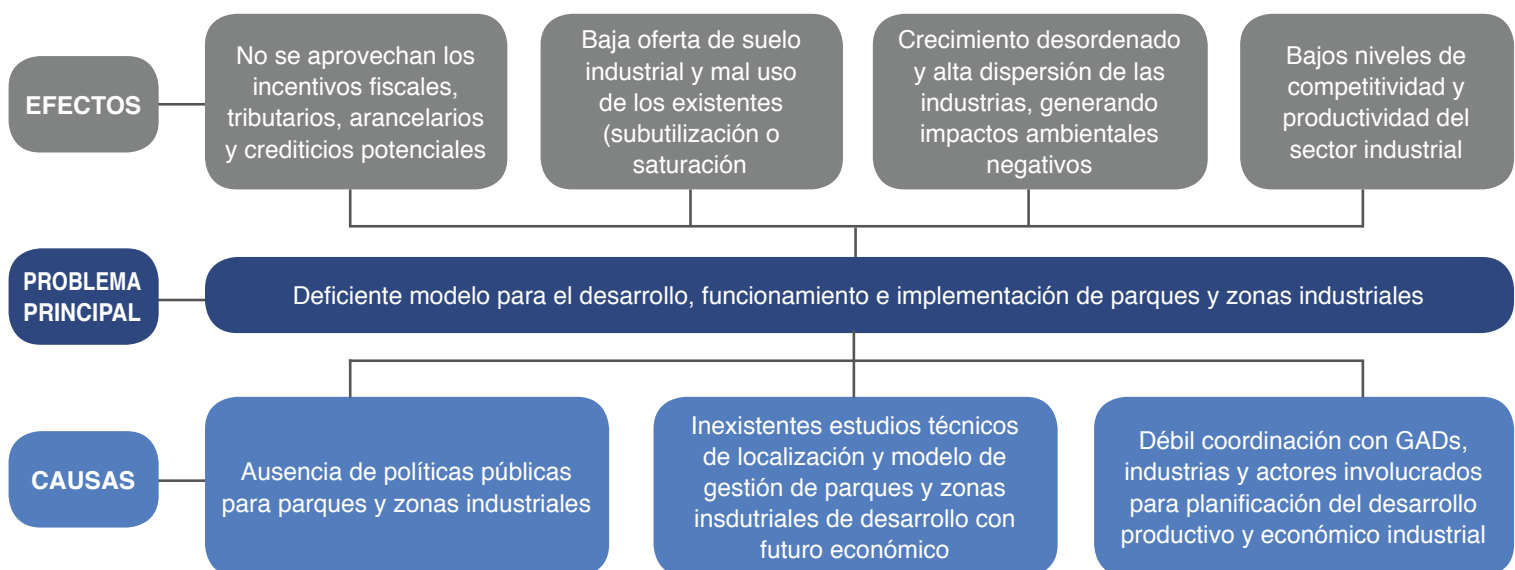 EFECTOS
No se aprovechan los
incentivos fiscales,
tributarios, arancelarios
y crediticios potenciales
Baja oferta de suelo
industrial y mal uso
de los existentes
(subutilización o
saturación
Crecimiento desordenado
y alta dispersión de las
industrias, generando
impactos ambientales
negativos
Bajos niveles de
competitividad y
productividad del
sector industrial
PROBLEMA
PRINCIPAL
Deficiente modelo para el desarrollo, funcionamiento e implementación de parques y zonas industriales
CAUSAS
Ausencia de políticas públicas
para parques y zonas industriales
Inexistentes estudios técnicos
de localización y modelo de
gestión de parques y zonas
insdutriales de desarrollo con
futuro económico
Débil coordinación con GADs,
industrias y actores involucrados
para planificación del desarrollo
productivo y económico industrial